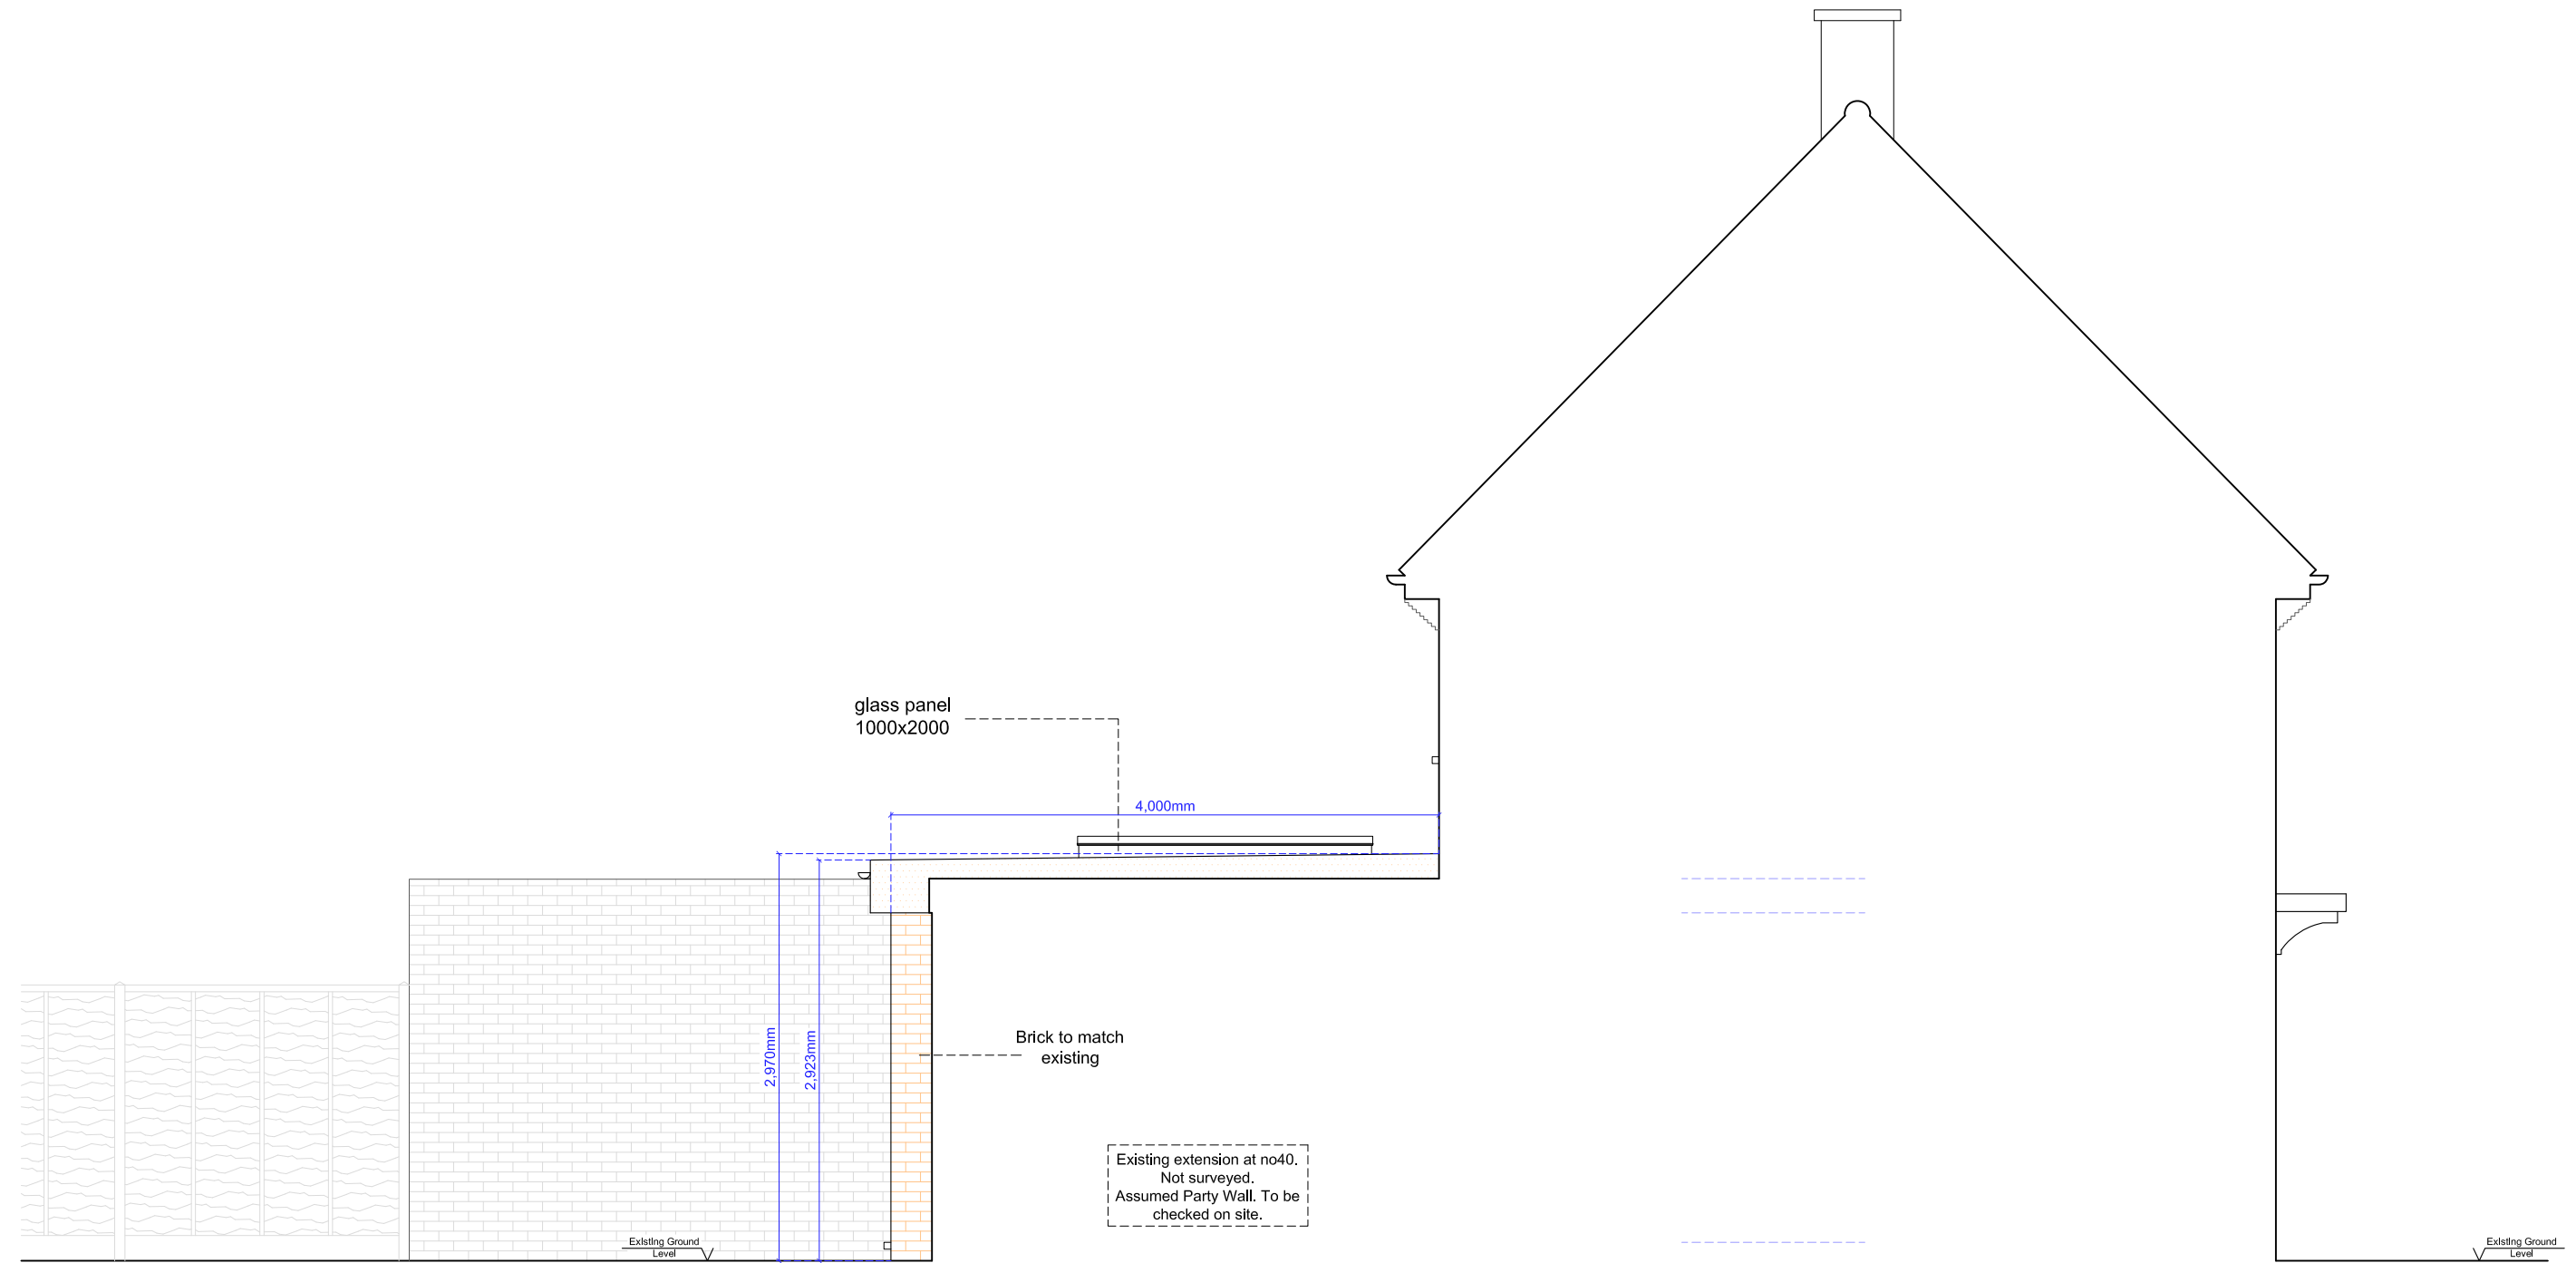 glass panel
1000x2000
4,000mm
2,970mm
2,923mm
Brick to match
existing
Existing extension at no40.
Not surveyed.
Assumed Party Wall. To be
checked on site.
Existing Ground
Level
Existing Ground
Level